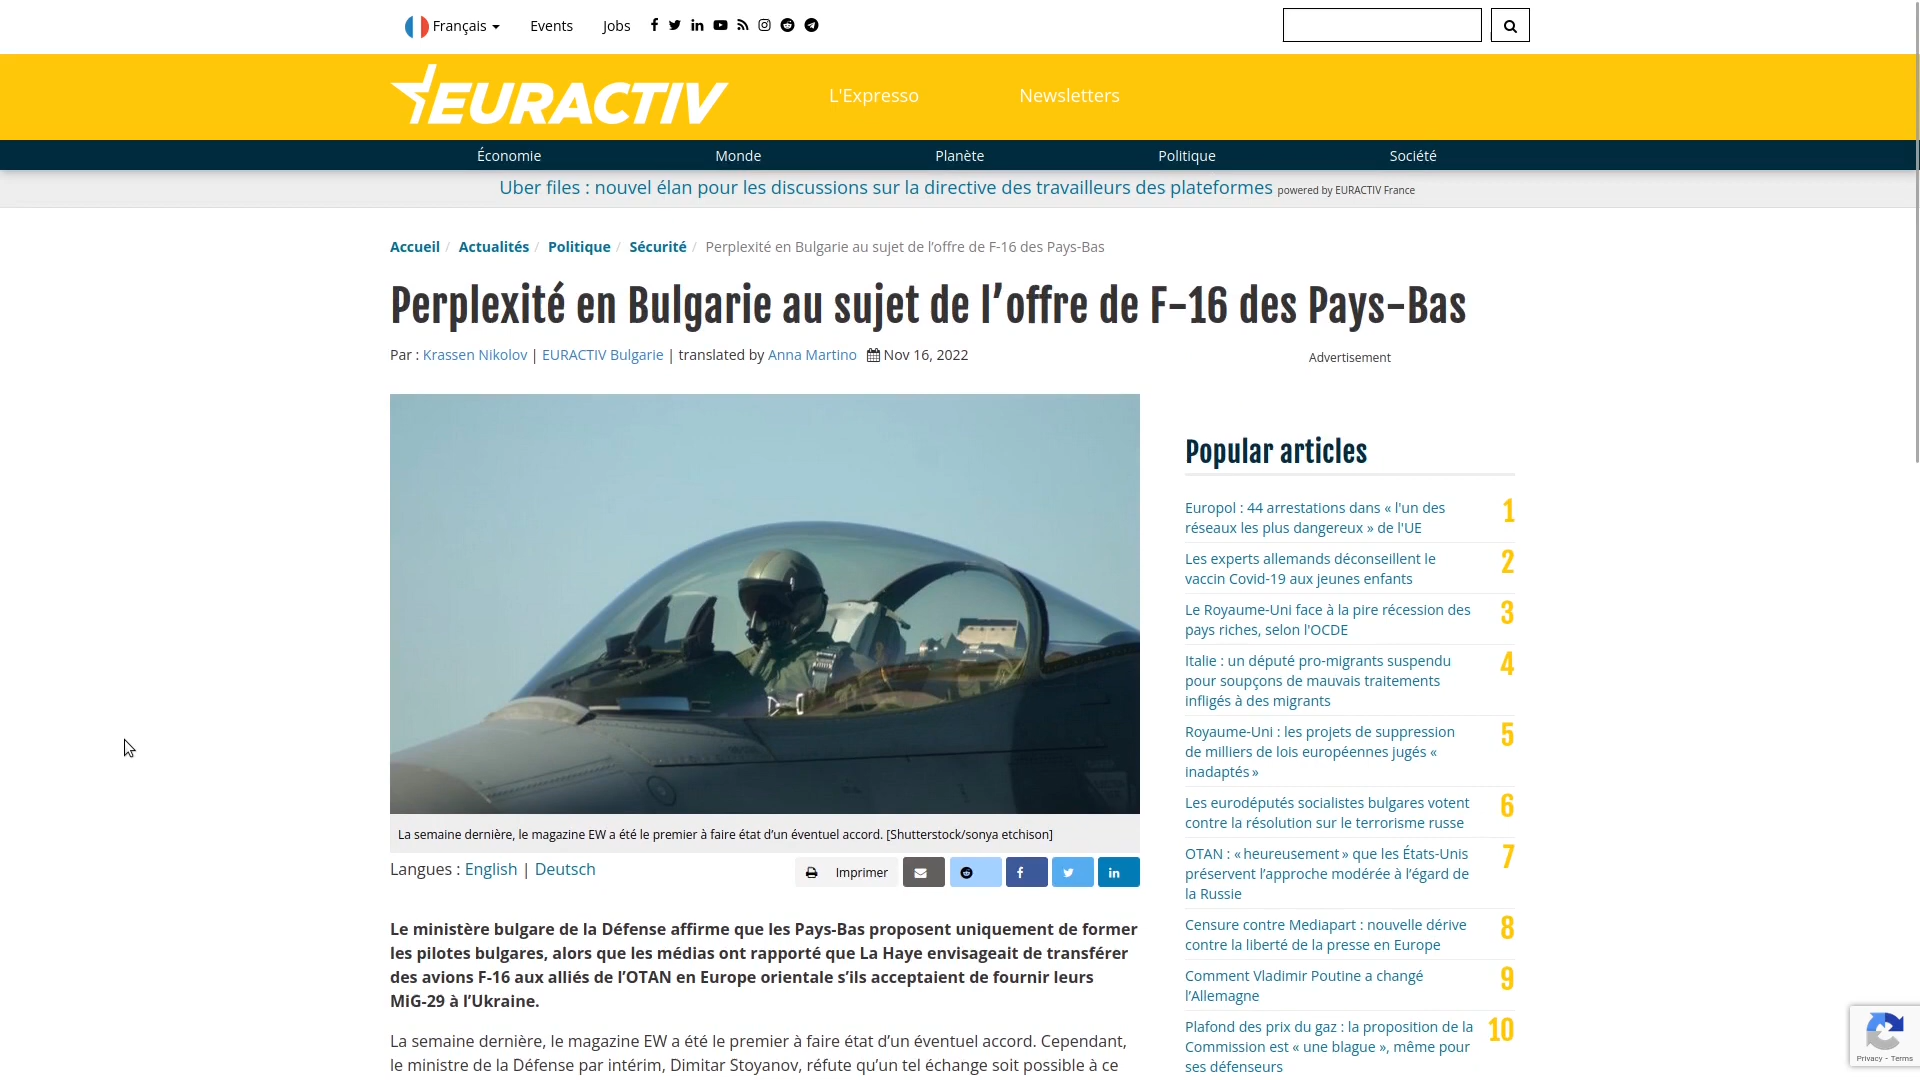 Français
Events
Jobs
EURACTIV
L'Expresso
Newsletters
Économie
Monde
Planète
Politique
Société
Uber files : nouvel élan pour les discussions sur la directive des travailleurs des plateformes powered by EURACTIV France
Accueil / Actualités / Politique / Sécurité / Perplexité en Bulgarie au sujet de l’offre de F-16 des Pays-Bas
Perplexité en Bulgarie au sujet de l’offre de F-16 des Pays-Bas
Par : Krassen Nikolov | EURACTIV Bulgarie | translated by Anna Martino Nov 16, 2022
Advertisement
La semaine dernière, le magazine EW a été le premier à faire état d’un éventuel accord. [Shutterstock/sonya etchison]
Langues : English | Deutsch
Imprimer
Le ministère bulgare de la Défense affirme que les Pays-Bas proposent uniquement de former
les pilotes bulgares, alors que les médias ont rapporté que La Haye envisageait de transférer
des avions F-16 aux alliés de l’OTAN en Europe orientale s’ils acceptaient de fournir leurs
MiG-29 à l’Ukraine.
La semaine dernière, le magazine EW a été le premier à faire état d’un éventuel accord. Cependant,
le ministre de la Défense par intérim, Dimitar Stoyanov, réfute qu’un tel échange soit possible à ce
Popular articles
Europol : 44 arrestations dans « l'un des
réseaux les plus dangereux » de l'UE
1
Les experts allemands déconseillent le
vaccin Covid-19 aux jeunes enfants
2
Le Royaume-Uni face à la pire récession des
pays riches, selon l'OCDE
3
Italie : un député pro-migrants suspendu
pour soupçons de mauvais traitements
infligés à des migrants
4
Royaume-Uni : les projets de suppression
de milliers de lois européennes jugés «
inadaptés »
5
Les eurodéputés socialistes bulgares votent
contre la résolution sur le terrorisme russe
6
OTAN : « heureusement » que les États-Unis
préservent l’approche modérée à l’égard de
la Russie
7
Censure contre Mediapart : nouvelle dérive
contre la liberté de la presse en Europe
8
Comment Vladimir Poutine a changé
l’Allemagne
9
Plafond des prix du gaz : la proposition de la
Commission est « une blague », même pour
ses défenseurs
10
Privacy - Terms